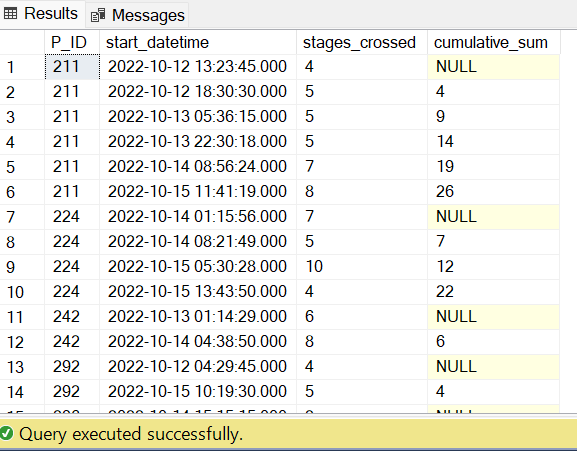 Results Messages
P_ID start_datetime stages_crossed cumulative_sum
1 211 2022-10-12 13:23:45.000 4 NULL
2 211 2022-10-12 18:30:30.000 5 4
3 211 2022-10-13 05:36:15.000 5 9
4 211 2022-10-13 22:30:18.000 5 14
5 211 2022-10-14 08:56:24.000 7 19
6 211 2022-10-15 11:41:19.000 8 26
7 224 2022-10-14 01:15:56.000 7 NULL
8 224 2022-10-14 08:21:49.000 5 7
9 224 2022-10-15 05:30:28.000 10 12
10 224 2022-10-15 13:43:50.000 4 22
11 242 2022-10-13 01:14:29.000 6 NULL
12 242 2022-10-14 04:38:50.000 8 6
13 292 2022-10-12 04:29:45.000 4 NULL
14 292 2022-10-15 10:19:30.000 5 4
Query executed successfully.